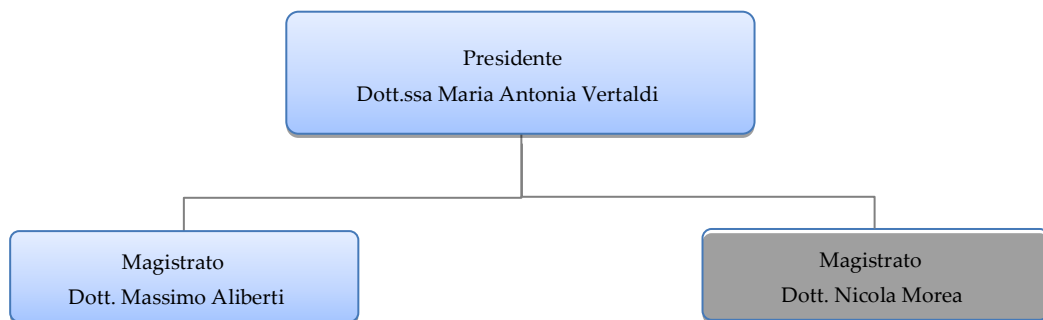 Presidente
Dott.ssa Maria Antonia Vertaldi
Magistrato
Dott. Massimo Aliberti
Magistrato
Dott. Nicola Morea